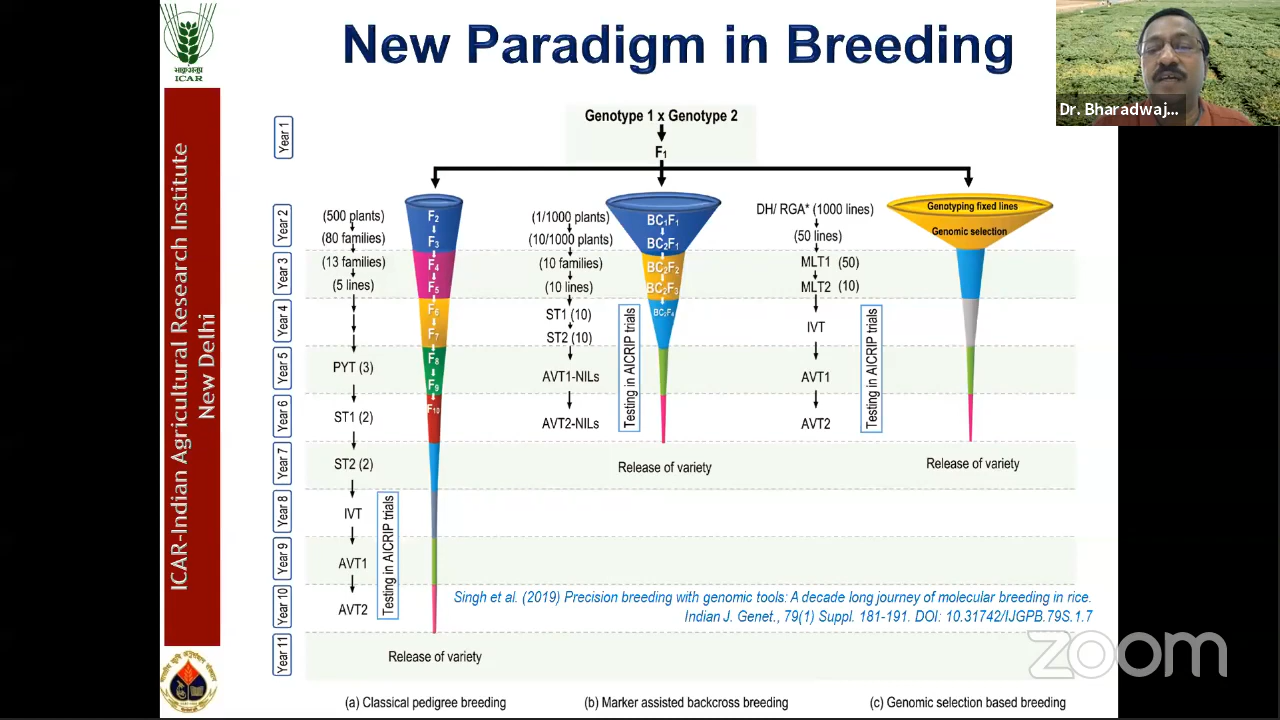 New Paradigm in Breeding
भाकृअनुप
ICAR
ICAR-Indian Agricultural Research Institute
New Delhi
Dr. Bharadwaj...
Genotype 1 x Genotype 2
F1
Year 1
Year 2
Year 3
Year 4
Year 5
Year 6
Year 7
Year 8
Year 9
Year 10
Year 11
(500 plants)
(80 families)
(13 families)
(5 lines)
PYT (3)
ST1 (2)
ST2 (2)
IVT
AVT1
AVT2
Testing in AICRIP trials
F2
F3
F4
F5
F6
F7
F8
F9
F10
Release of variety
(1/1000 plants)
(10/1000 plants)
(10 families)
(10 lines)
ST1 (10)
ST2 (10)
AVT1-NILs
AVT2-NILs
Testing in AICRIP trials
BC1F1
BC2F1
BC2F2
BC2F3
BC2F4
Release of variety
DH/ RGA* (1000 lines)
(50 lines)
MLT1 (50)
MLT2 (10)
IVT
AVT1
AVT2
Testing in AICRIP trials
Genotyping fixed lines
Genomic selection
Release of variety
Singh et al. (2019) Precision breeding with genomic tools: A decade long journey of molecular breeding in rice.
Indian J. Genet., 79(1) Suppl. 181-191. DOI: 10.31742/IJGPB.79S.1.7
zoom
(a) Classical pedigree breeding
(b) Marker assisted backcross breeding
(c) Genomic selection based breeding